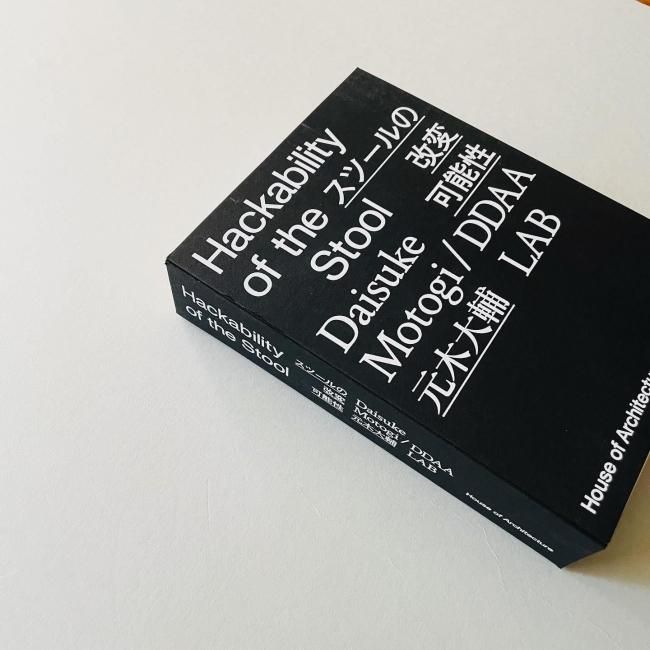 Hackability
of the スツールの
Stool 改変
可能性
Daisuke
Motogi / DDAA
元木大輔 LAB
House of Architectu
Hackability
of the Stool
スツールの
改変
可能性
Daisuke
Motogi / DDAA
元木大輔 LAB
House of Architecture